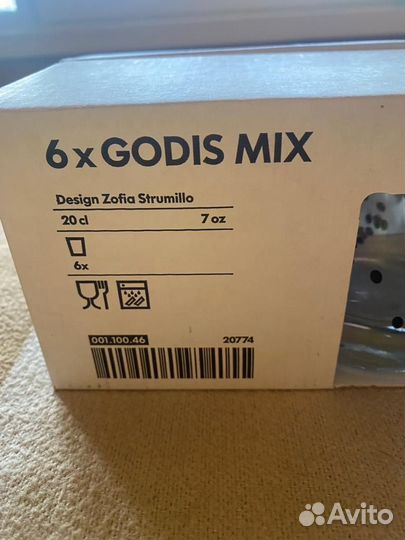 6 x GODIS MIX
Design Zofia Strumillo
20 cl 7 oz
6x
001.100.46 20774
Avito